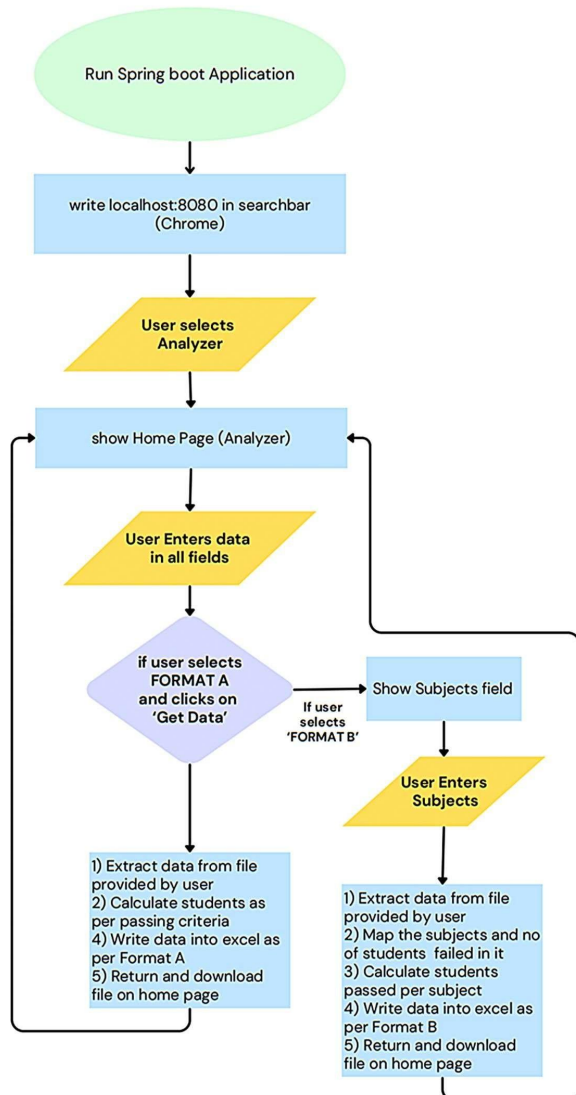 Run Spring boot Application
write localhost:8080 in searbar
(Chrome)
User selects
Analyzer
show Home Page (Analyzer)
User Enters data
in all fields
if user selects
FORMAT A
and clicks on
‘Get Data’
If user
selects
‘FORMAT B’
Show Subjects field
User Enters
Subjects
1) Extract data from file
provided by user
2) Calculate students as
per passing criteria
4) Write data into excel as
per Format A
5) Return and download
file on home page
1) Extract data from file
provided by user
2) Map the subjects and no
of students failed in it
3) Calculate students
passed per subject
4) Write data into excel as
per Format B
5) Return and download
file on home page